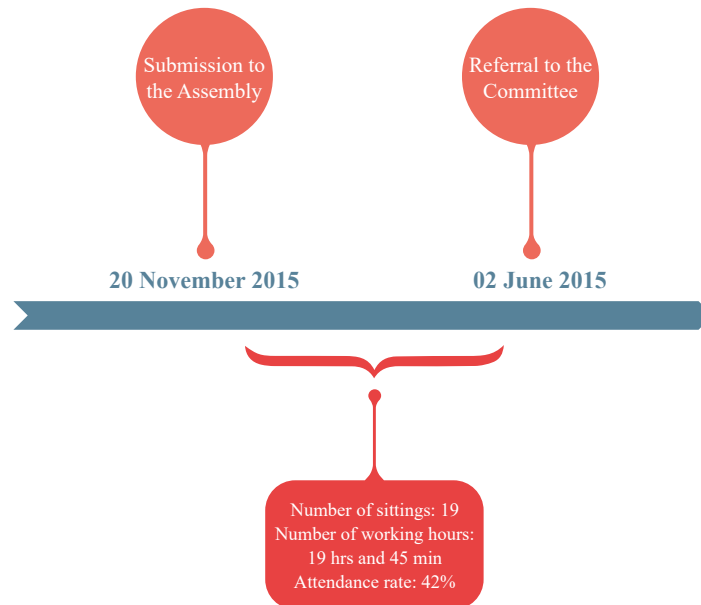 Submission to
the Assembly
Referral to the
Committee
20 November 2015
02 June 2015
Number of sittings: 19
Number of working hours:
19 hrs and 45 min
Attendance rate: 42%